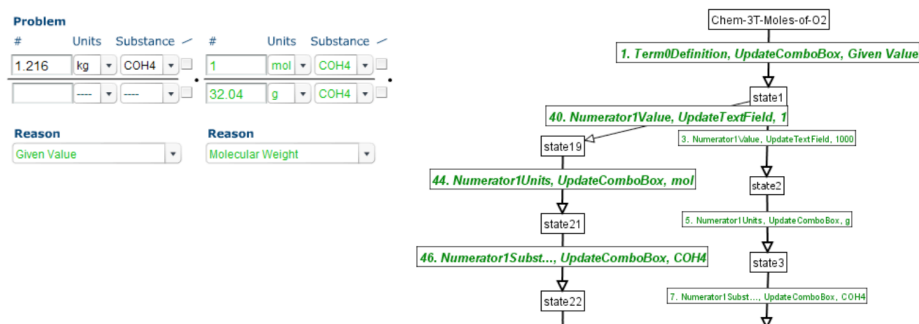 Problem
# Units Substance # Units Substance
1.216 kg COH4 1 mol COH4
---- ---- 32.04 g COH4
Reason Reason
Given Value Molecular Weight
Chem-3T-Moles-of-O2
1. Term0Definition, UpdateComboBox, Given Value
state1
40. Numerator1Value, UpdateTextField, 1
3. Numerator1Value, UpdateTextField, 1000
state19
44. Numerator1Units, UpdateComboBox, mol
state2
5. Numerator1Units, UpdateComboBox, g
state21
46. Numerator1Subst..., UpdateComboBox, COH4
state3
7. Numerator1Subst..., UpdateComboBox, COH4
state22